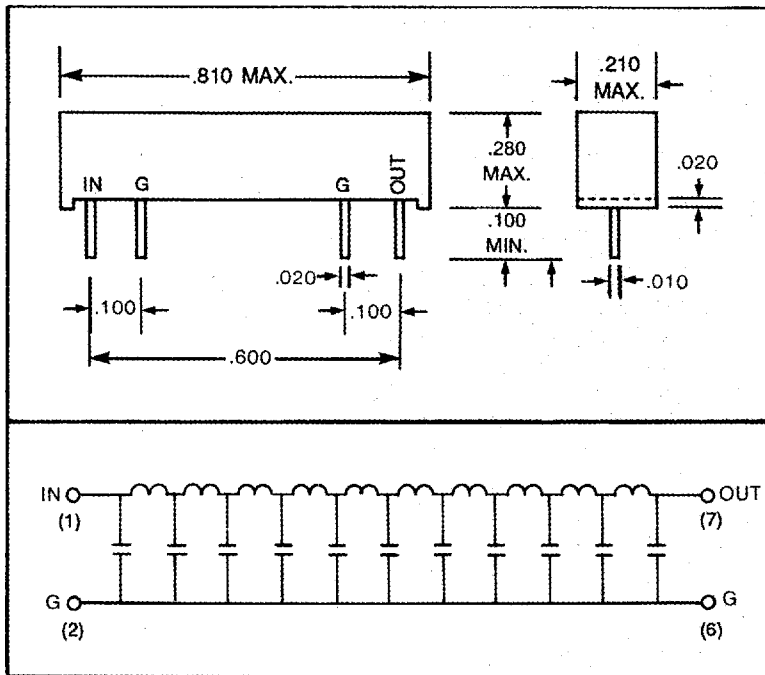 .810 MAX.
.210
MAX.
.280
MAX.
.020
IN G G OUT
.100
MIN.
.020
.010
.100
.100
.600
IN OUT
(1) (7)
G G
(2) (6)